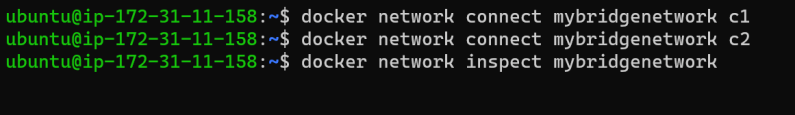 ubuntu@ip-172-31-11-158:~$ docker network connect mybridgenetwork c1
ubuntu@ip-172-31-11-158:~$ docker network connect mybridgenetwork c2
ubuntu@ip-172-31-11-158:~$ docker network inspect mybridgenetwork